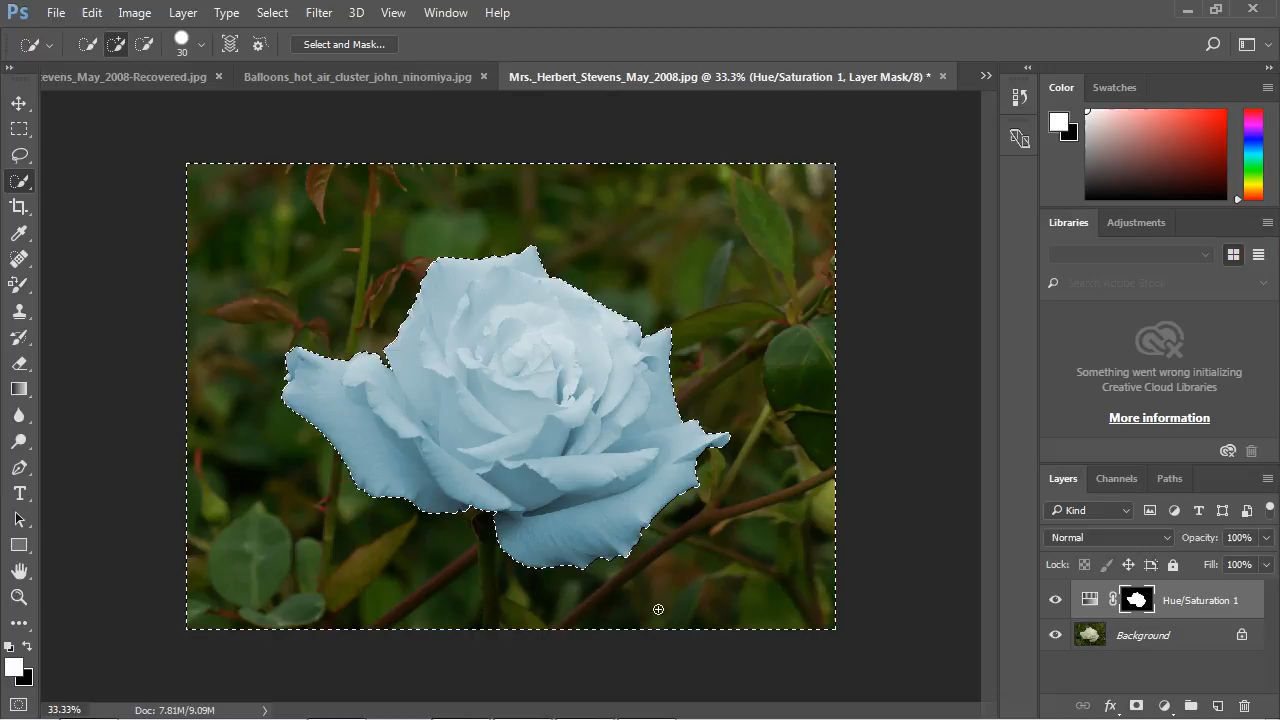 Ps File Edit Image Layer Type Select Filter 3D View Window Help
30 Select and Mask...
tevens_May_2008-Recovered.jpg × Balloons_hot_air_cluster_john_ninomiya.jpg × Mrs._Herbert_Stevens_May_2008.jpg @ 33.3% (Hue/Saturation 1, Layer Mask/8) * ×
Color Swatches
Libraries Adjustments
Search Adobe Stock
Something went wrong initializing
Creative Cloud Libraries
More information
Layers Channels Paths
Kind
Normal Opacity: 100%
Lock: Fill: 100%
Hue/Saturation 1
Background
33.33% Doc: 7.81M/9.09M